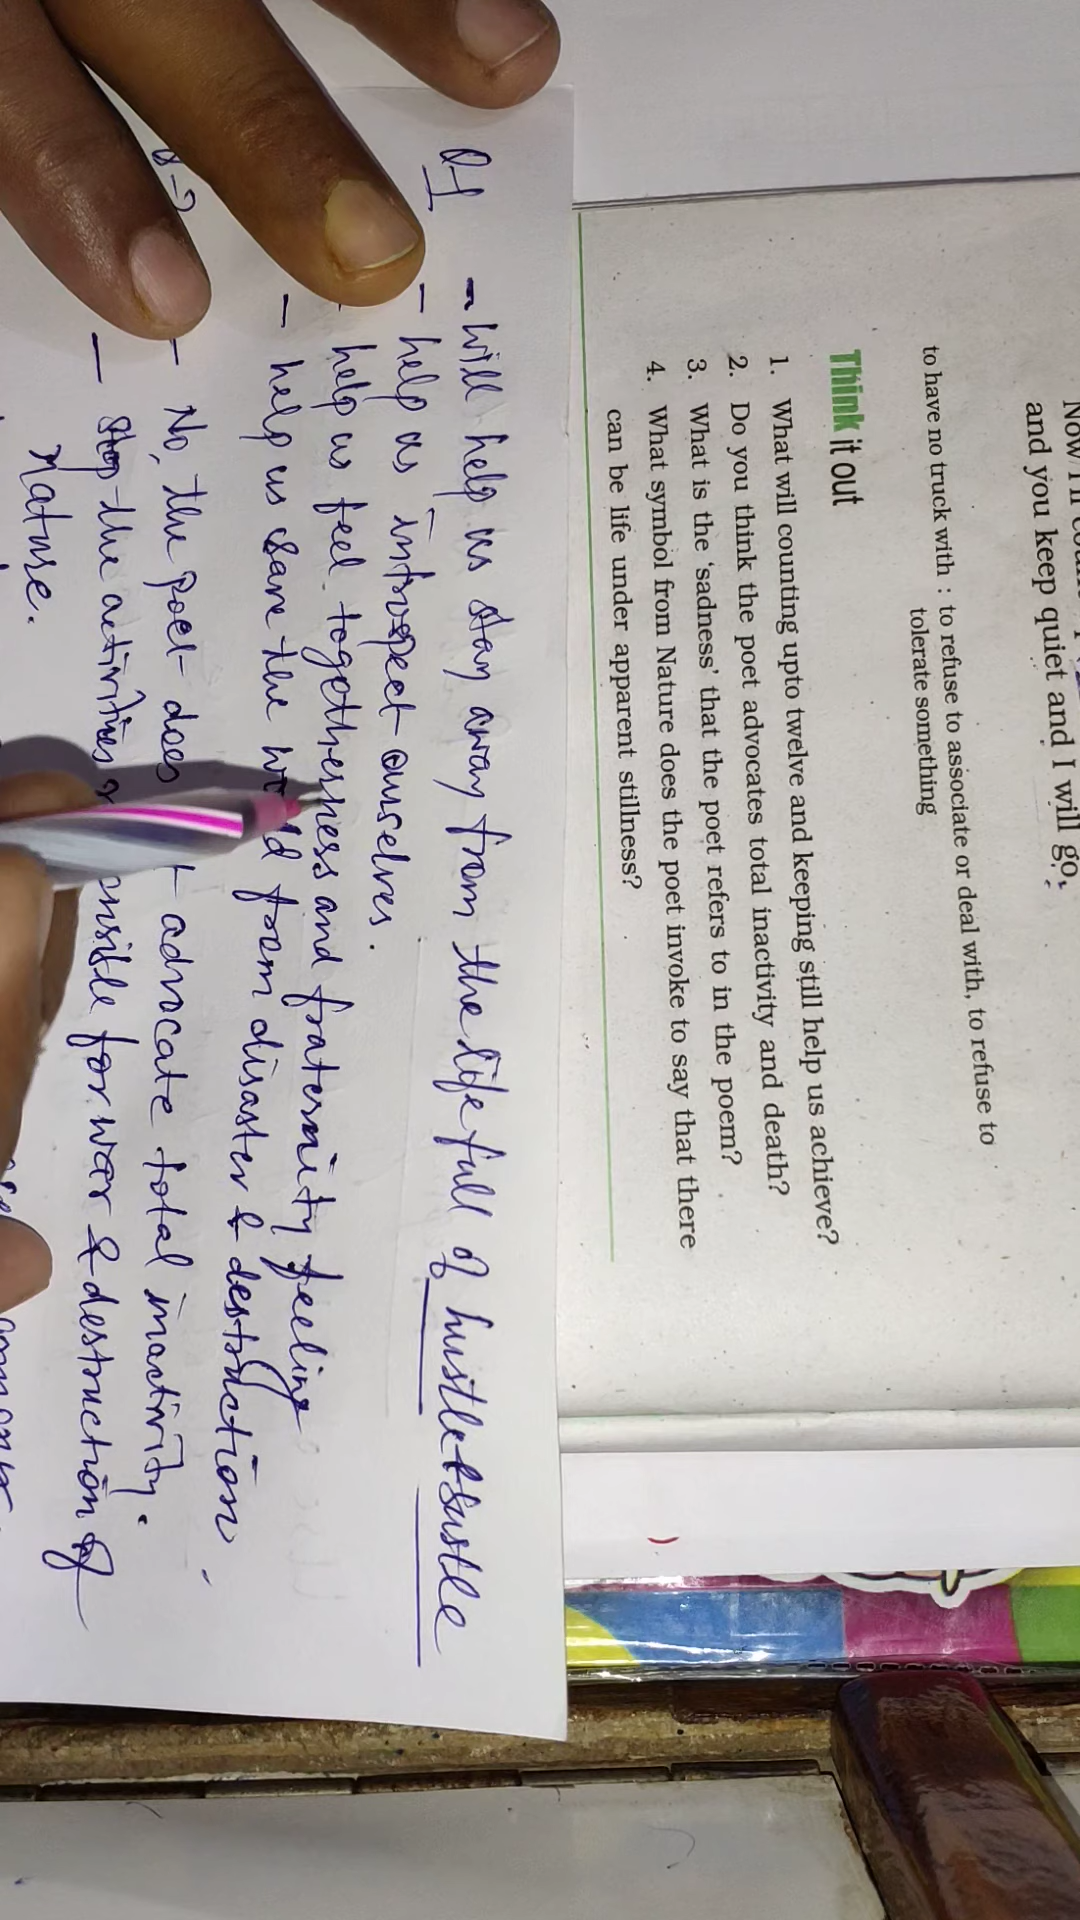 and you keep quiet and I will go.
to have no truck with : to refuse to associate or deal with, to refuse to
tolerate something
Think it out
1. What will counting upto twelve and keeping still help us achieve?
2. Do you think the poet advocates total inactivity and death?
3. What is the ‘sadness’ that the poet refers to in the poem?
4. What symbol from Nature does the poet invoke to say that there
can be life under apparent stillness?
Q1 - Will help us stay away from the life full of hustle & bustle
- help us introspect ourselves.
- help us feel togetherness and fraternity feeling
- help us save the form disaster & destruction.
- No, the poet does advocate total inactivity.
- stop the activities for war & destruction of
Nature.